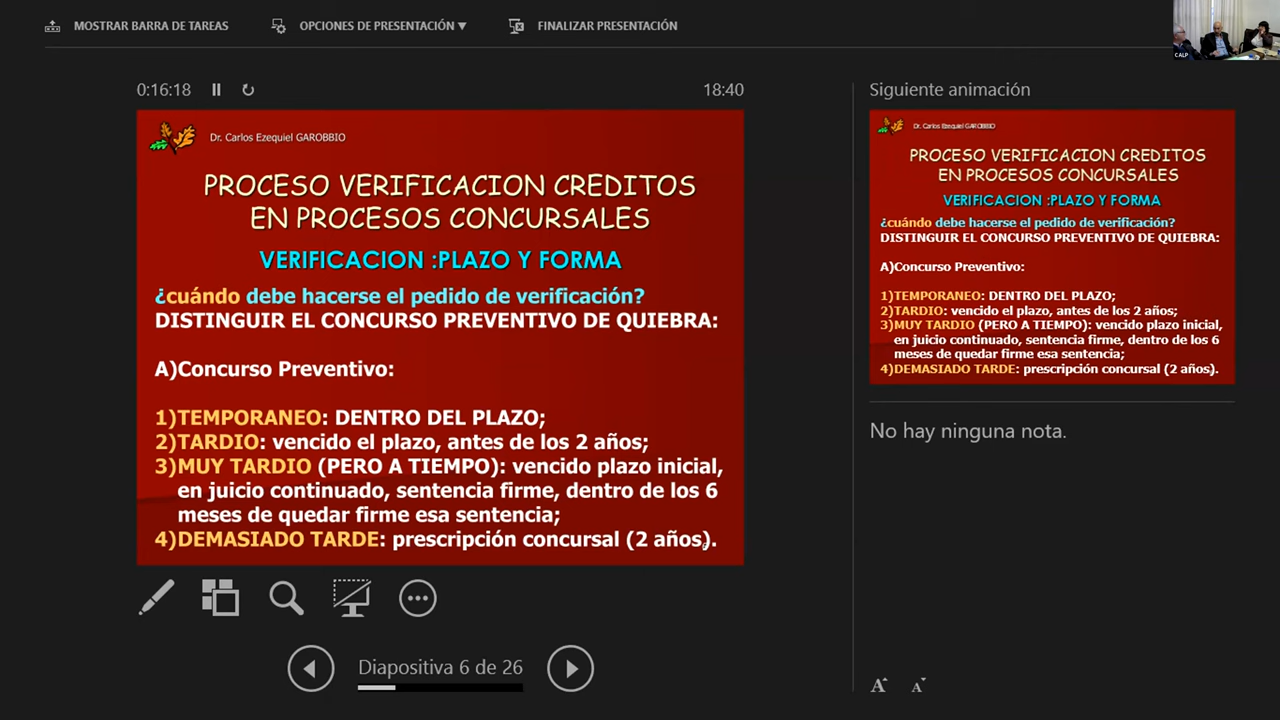 MOSTRAR BARRA DE TAREAS
OPCIONES DE PRESENTACIÓN ▼
FINALIZAR PRESENTACIÓN
CALP
0:16:18
18:40
Dr. Carlos Ezequiel GAROBBIO
PROCESO VERIFICACION CREDITOS
EN PROCESOS CONCURSALES
VERIFICACION :PLAZO Y FORMA
¿cuándo debe hacerse el pedido de verificación?
DISTINGUIR EL CONCURSO PREVENTIVO DE QUIEBRA:
A)Concurso Preventivo:
1)TEMPORANEO: DENTRO DEL PLAZO;
2)TARDIO: vencido el plazo, antes de los 2 años;
3)MUY TARDIO (PERO A TIEMPO): vencido plazo inicial,
en juicio continuado, sentencia firme, dentro de los 6
meses de quedar firme esa sentencia;
4)DEMASIADO TARDE: prescripción concursal (2 años).
Diapositiva 6 de 26
Siguiente animación
Dr. Carlos Ezequiel GAROBBIO
PROCESO VERIFICACION CREDITOS
EN PROCESOS CONCURSALES
VERIFICACION :PLAZO Y FORMA
¿cuándo debe hacerse el pedido de verificación?
DISTINGUIR EL CONCURSO PREVENTIVO DE QUIEBRA:
A)Concurso Preventivo:
1)TEMPORANEO: DENTRO DEL PLAZO;
2)TARDIO: vencido el plazo, antes de los 2 años;
3)MUY TARDIO (PERO A TIEMPO): vencido plazo inicial,
en juicio continuado, sentencia firme, dentro de los 6
meses de quedar firme esa sentencia;
4)DEMASIADO TARDE: prescripción concursal (2 años).
No hay ninguna nota.
A A